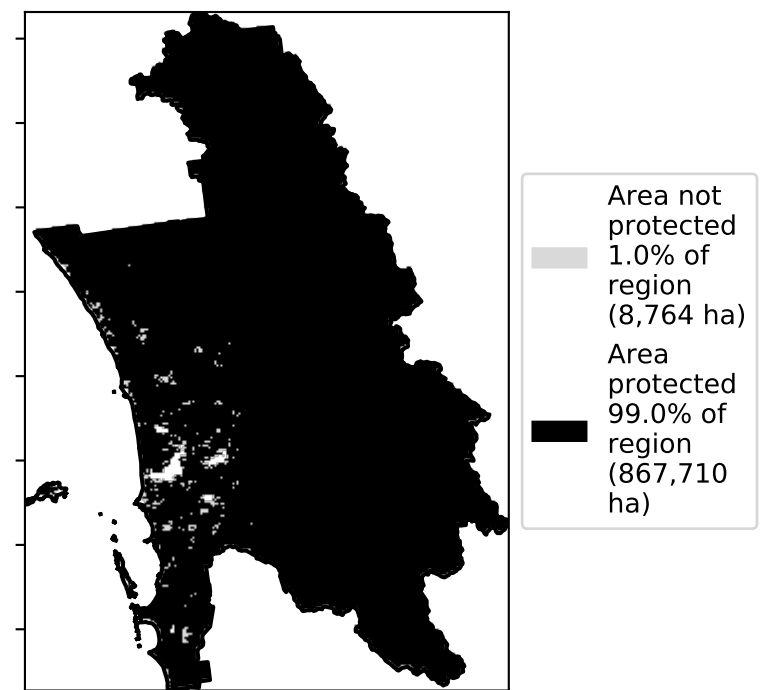 Area not
protected
1.0% of
region
(8,764 ha)
Area
protected
99.0% of
region
(867,710
ha)